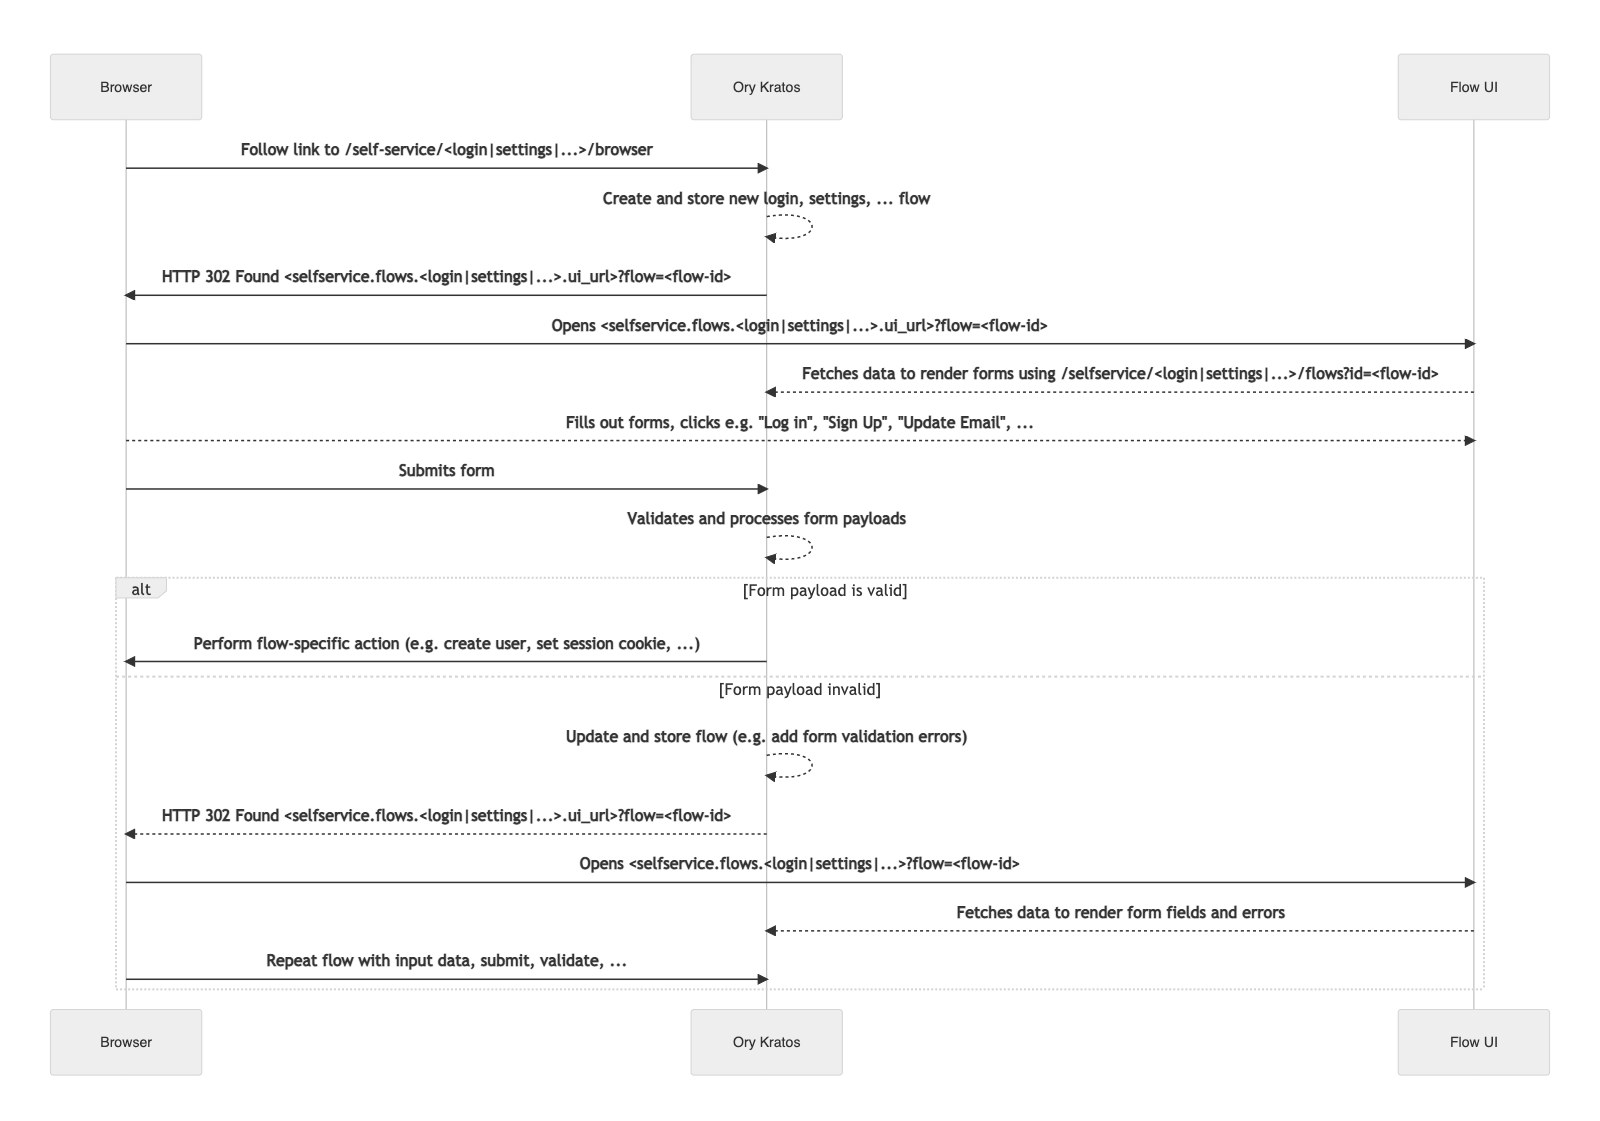 Browser
Ory Kratos
Flow UI
Follow link to /self-service/<login|settings|...>/browser
Create and store new login, settings, ... flow
HTTP 302 Found <selfservice.flows.<login|settings|...>.ui_url>?flow=<flow-id>
Opens <selfservice.flows.<login|settings|...>.ui_url>?flow=<flow-id>
Fetches data to render forms using /selfservice/<login|settings|...>/flows?id=<flow-id>
Fills out forms, clicks e.g. "Log in", "Sign Up", "Update Email", ...
Submits form
Validates and processes form payloads
alt
[Form payload is valid]
Perform flow-specific action (e.g. create user, set session cookie, ...)
[Form payload invalid]
Update and store flow (e.g. add form validation errors)
HTTP 302 Found <selfservice.flows.<login|settings|...>.ui_url>?flow=<flow-id>
Opens <selfservice.flows.<login|settings|...>?flow=<flow-id>
Fetches data to render form fields and errors
Repeat flow with input data, submit, validate, ...
Browser
Ory Kratos
Flow UI